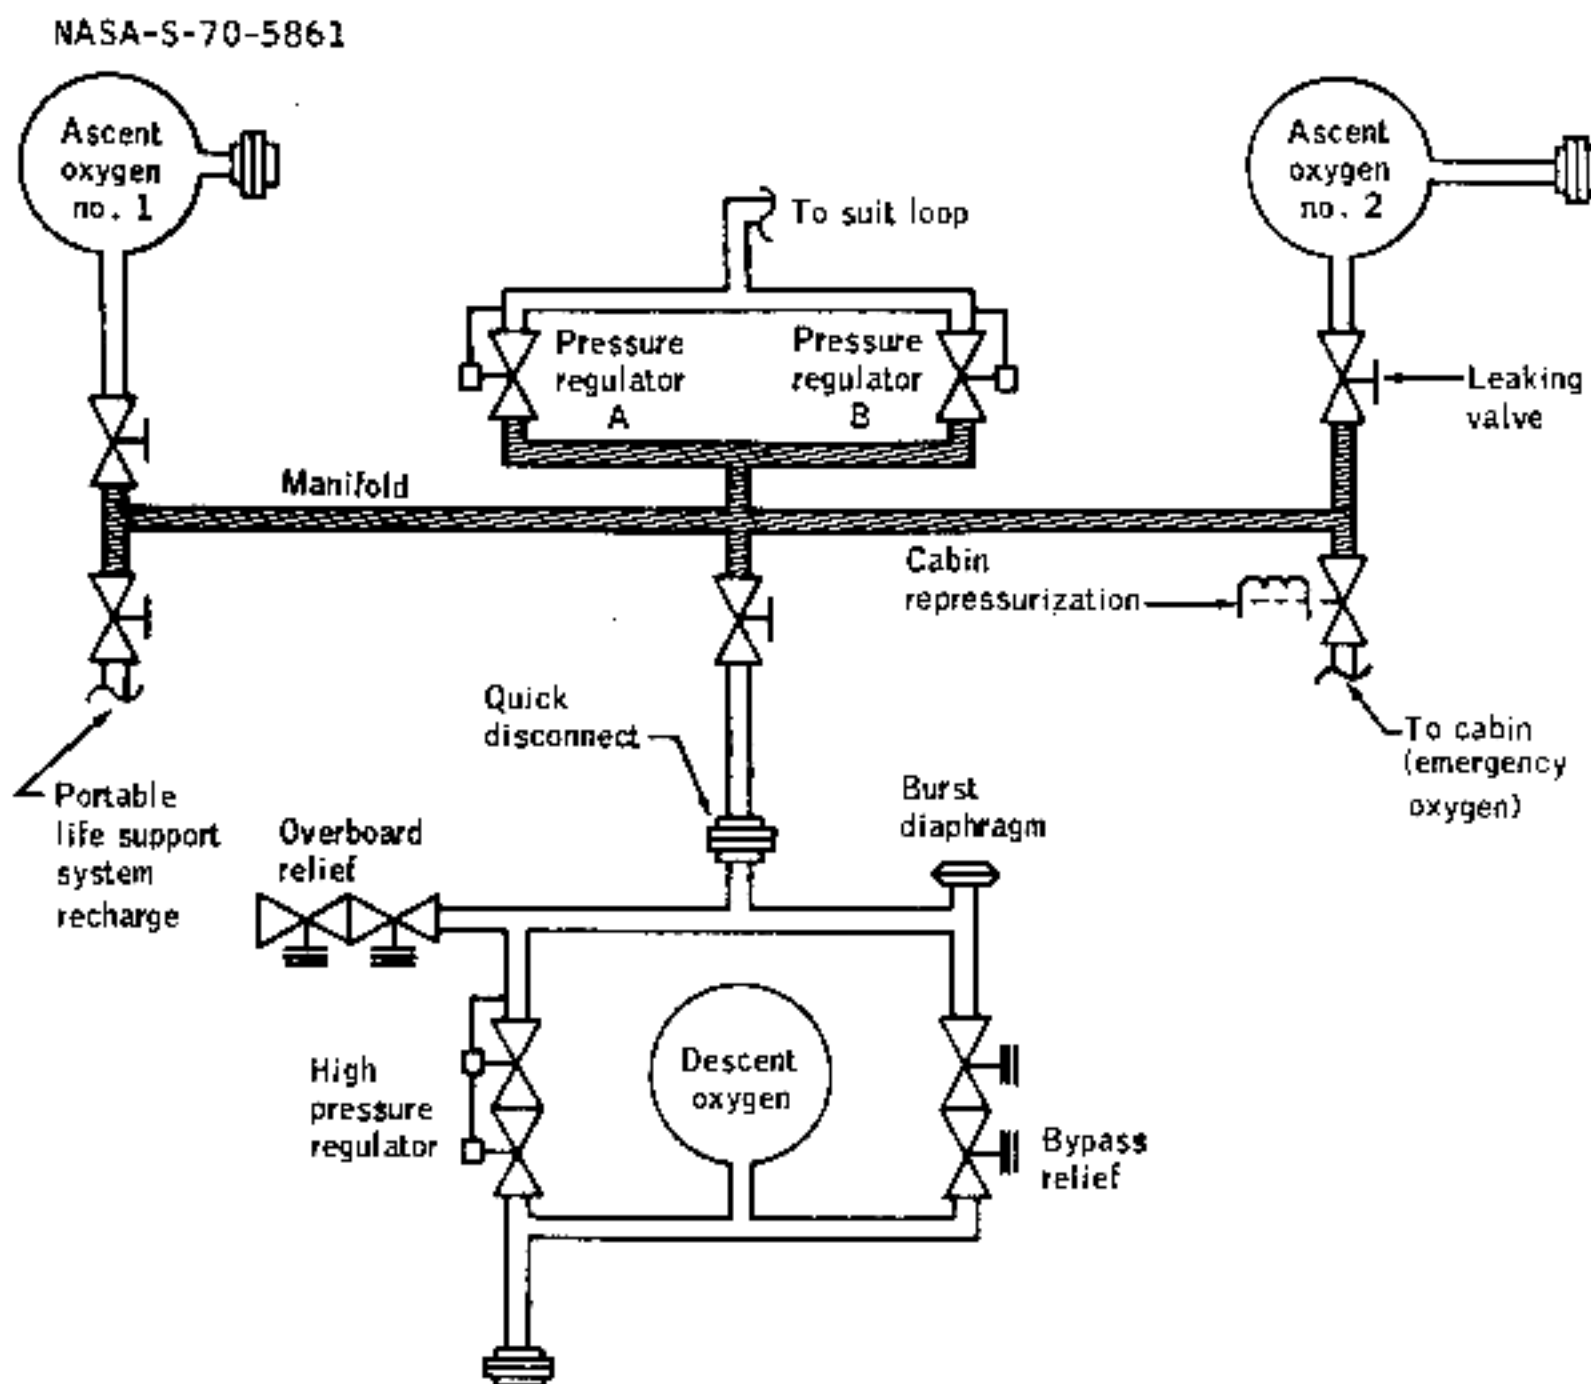 NASA-S-70-5861
Ascent
oxygen
no. 1
Ascent
oxygen
no. 2
To suit loop
Pressure
regulator
A
Pressure
regulator
B
Leaking
valve
Manifold
Cabin
repressurization
Quick
disconnect
To cabin
(emergency
oxygen)
Portable
life support
system
recharge
Overboard
relief
Burst
diaphragm
High
pressure
regulator
Descent
oxygen
Bypass
relief